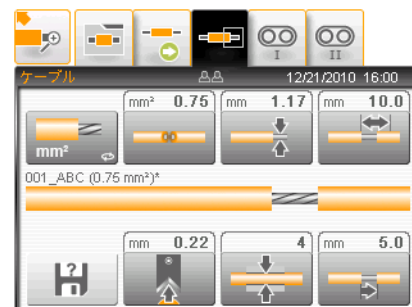 I II
ケーブル 12/21/2010 16:00
mm² 0.75 mm 1.17 mm 10.0
mm²
001_ABC (0.75 mm²)*
mm 0.22 4 mm 5.0
?